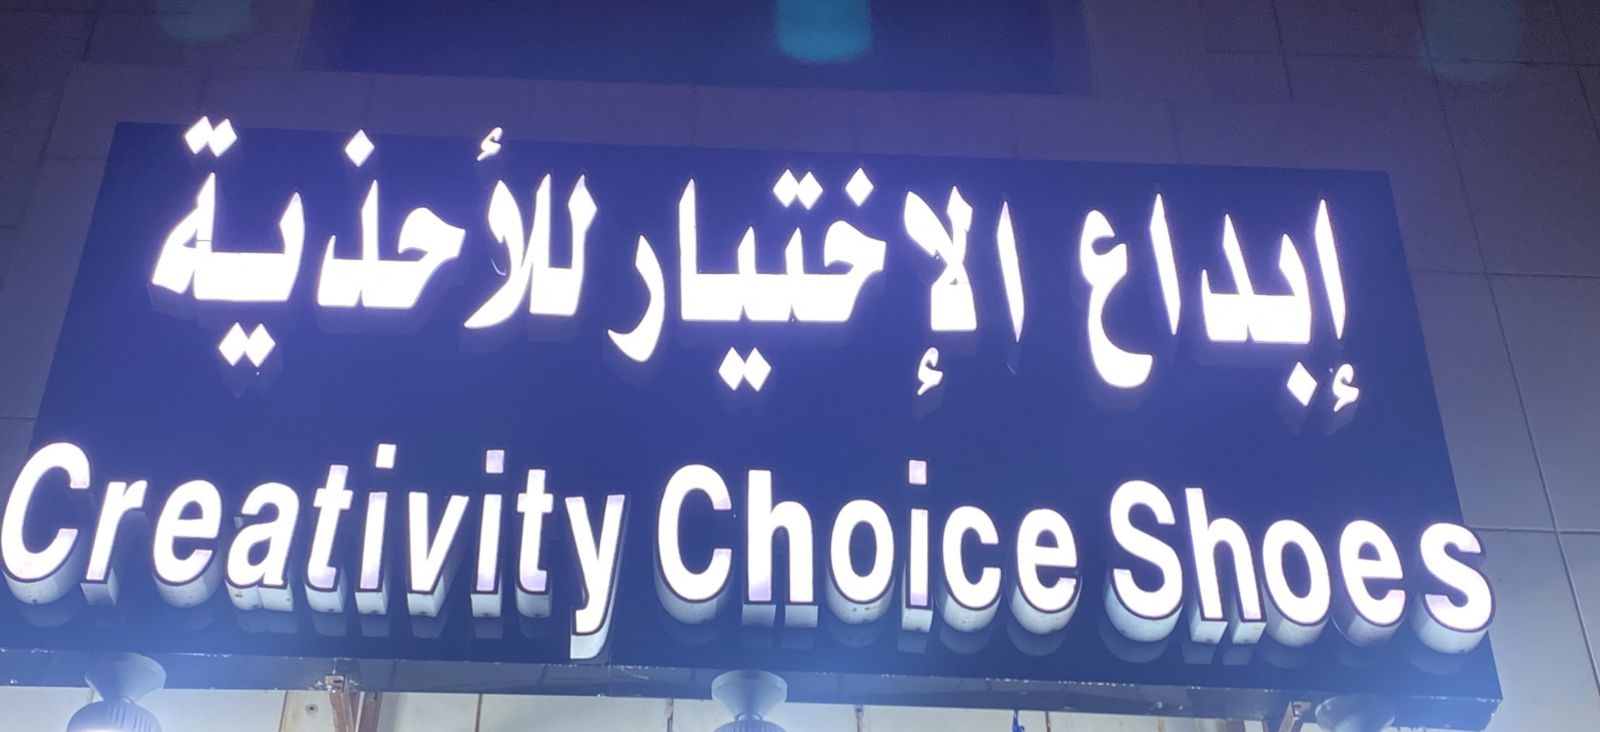 إبداع الإختيار للأحذية
Creativity Choice Shoes